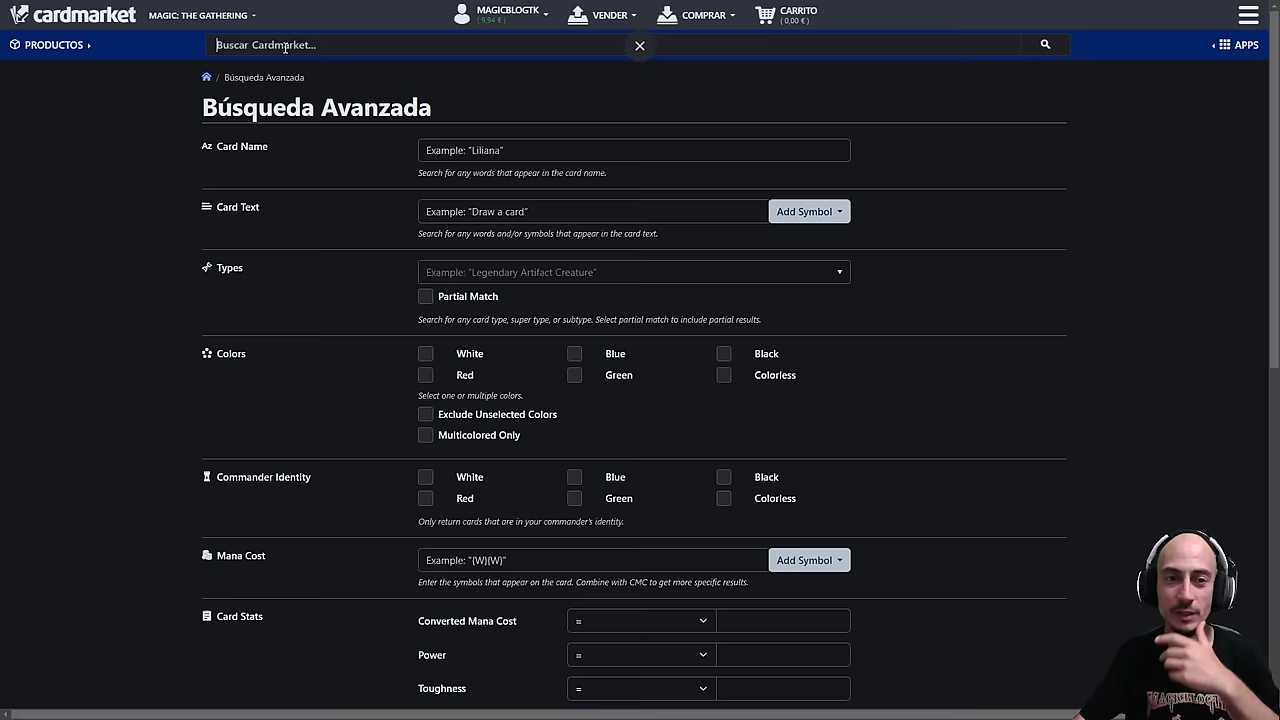 cardmarket
MAGIC: THE GATHERING
MAGICBLOGTK
(9,94 €)
VENDER
COMPRAR
CARRITO
(0,00 €)
PRODUCTOS
Buscar Cardmarket...
APPS
/ Búsqueda Avanzada
Búsqueda Avanzada
Az Card Name
Example: "Liliana"
Search for any words that appear in the card name.
Card Text
Example: "Draw a card"
Add Symbol
Search for any words and/or symbols that appear in the card text.
Types
Example: "Legendary Artifact Creature"
Partial Match
Search for any card type, super type, or subtype. Select partial match to include partial results.
Colors
White Blue Black
Red Green Colorless
Select one or multiple colors.
Exclude Unselected Colors
Multicolored Only
Commander Identity
White Blue Black
Red Green Colorless
Only return cards that are in your commander's identity.
Mana Cost
Example: "{W}{W}"
Add Symbol
Enter the symbols that appear on the card. Combine with CMC to get more specific results.
Card Stats
Converted Mana Cost =
Power =
Toughness =